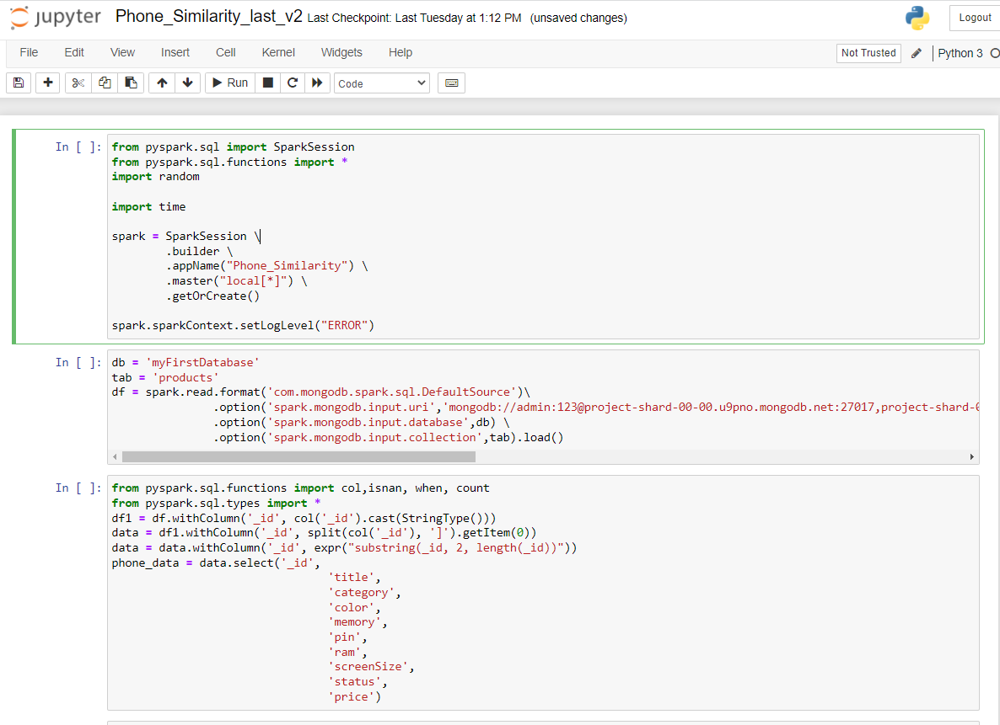 jupyter Phone_Similarity_last_v2 Last Checkpoint: Last Tuesday at 1:12 PM (unsaved changes) Logout
File Edit View Insert Cell Kernel Widgets Help Not Trusted Python 3
Run Code
In [ ]: from pyspark.sql import SparkSession
from pyspark.sql.functions import *
import random
import time
spark = SparkSession \
.builder \
.appName("Phone_Similarity") \
.master("local[*]") \
.getOrCreate()
spark.sparkContext.setLogLevel("ERROR")
In [ ]: db = 'myFirstDatabase'
tab = 'products'
df = spark.read.format('com.mongodb.spark.sql.DefaultSource')\
.option('spark.mongodb.input.uri','mongodb://admin:123@project-shard-00-00.u9pno.mongodb.net:27017,project-shard-0
.option('spark.mongodb.input.database',db) \
.option('spark.mongodb.input.collection',tab).load()
In [ ]: from pyspark.sql.functions import col,isnan, when, count
from pyspark.sql.types import *
df1 = df.withColumn('_id', col('_id').cast(StringType()))
data = df1.withColumn('_id', split(col('_id'), ']').getItem(0))
data = data.withColumn('_id', expr("substring(_id, 2, length(_id))"))
phone_data = data.select('_id',
'title',
'category',
'color',
'memory',
'pin',
'ram',
'screenSize',
'status',
'price')